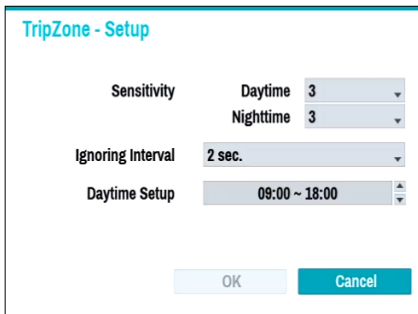 TripZone - Setup
Sensitivity Daytime 3
Nighttime 3
Ignoring Interval 2 sec.
Daytime Setup 09:00 ~ 18:00
OK Cancel